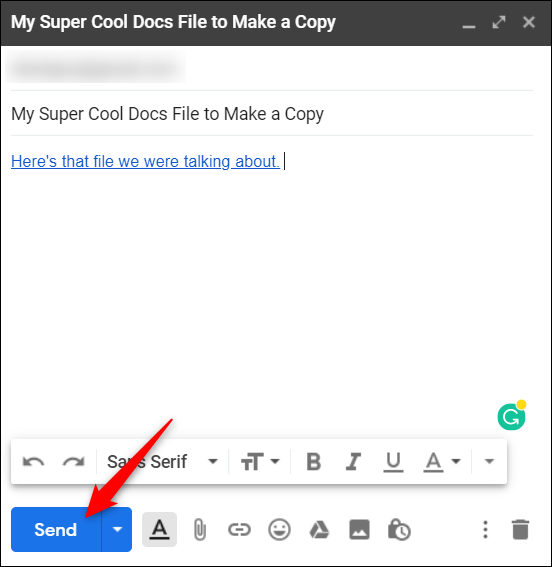 My Super Cool Docs File to Make a Copy
My Super Cool Docs File to Make a Copy
Here's that file we were talking about.
Sans Serif
B I U A
Send A